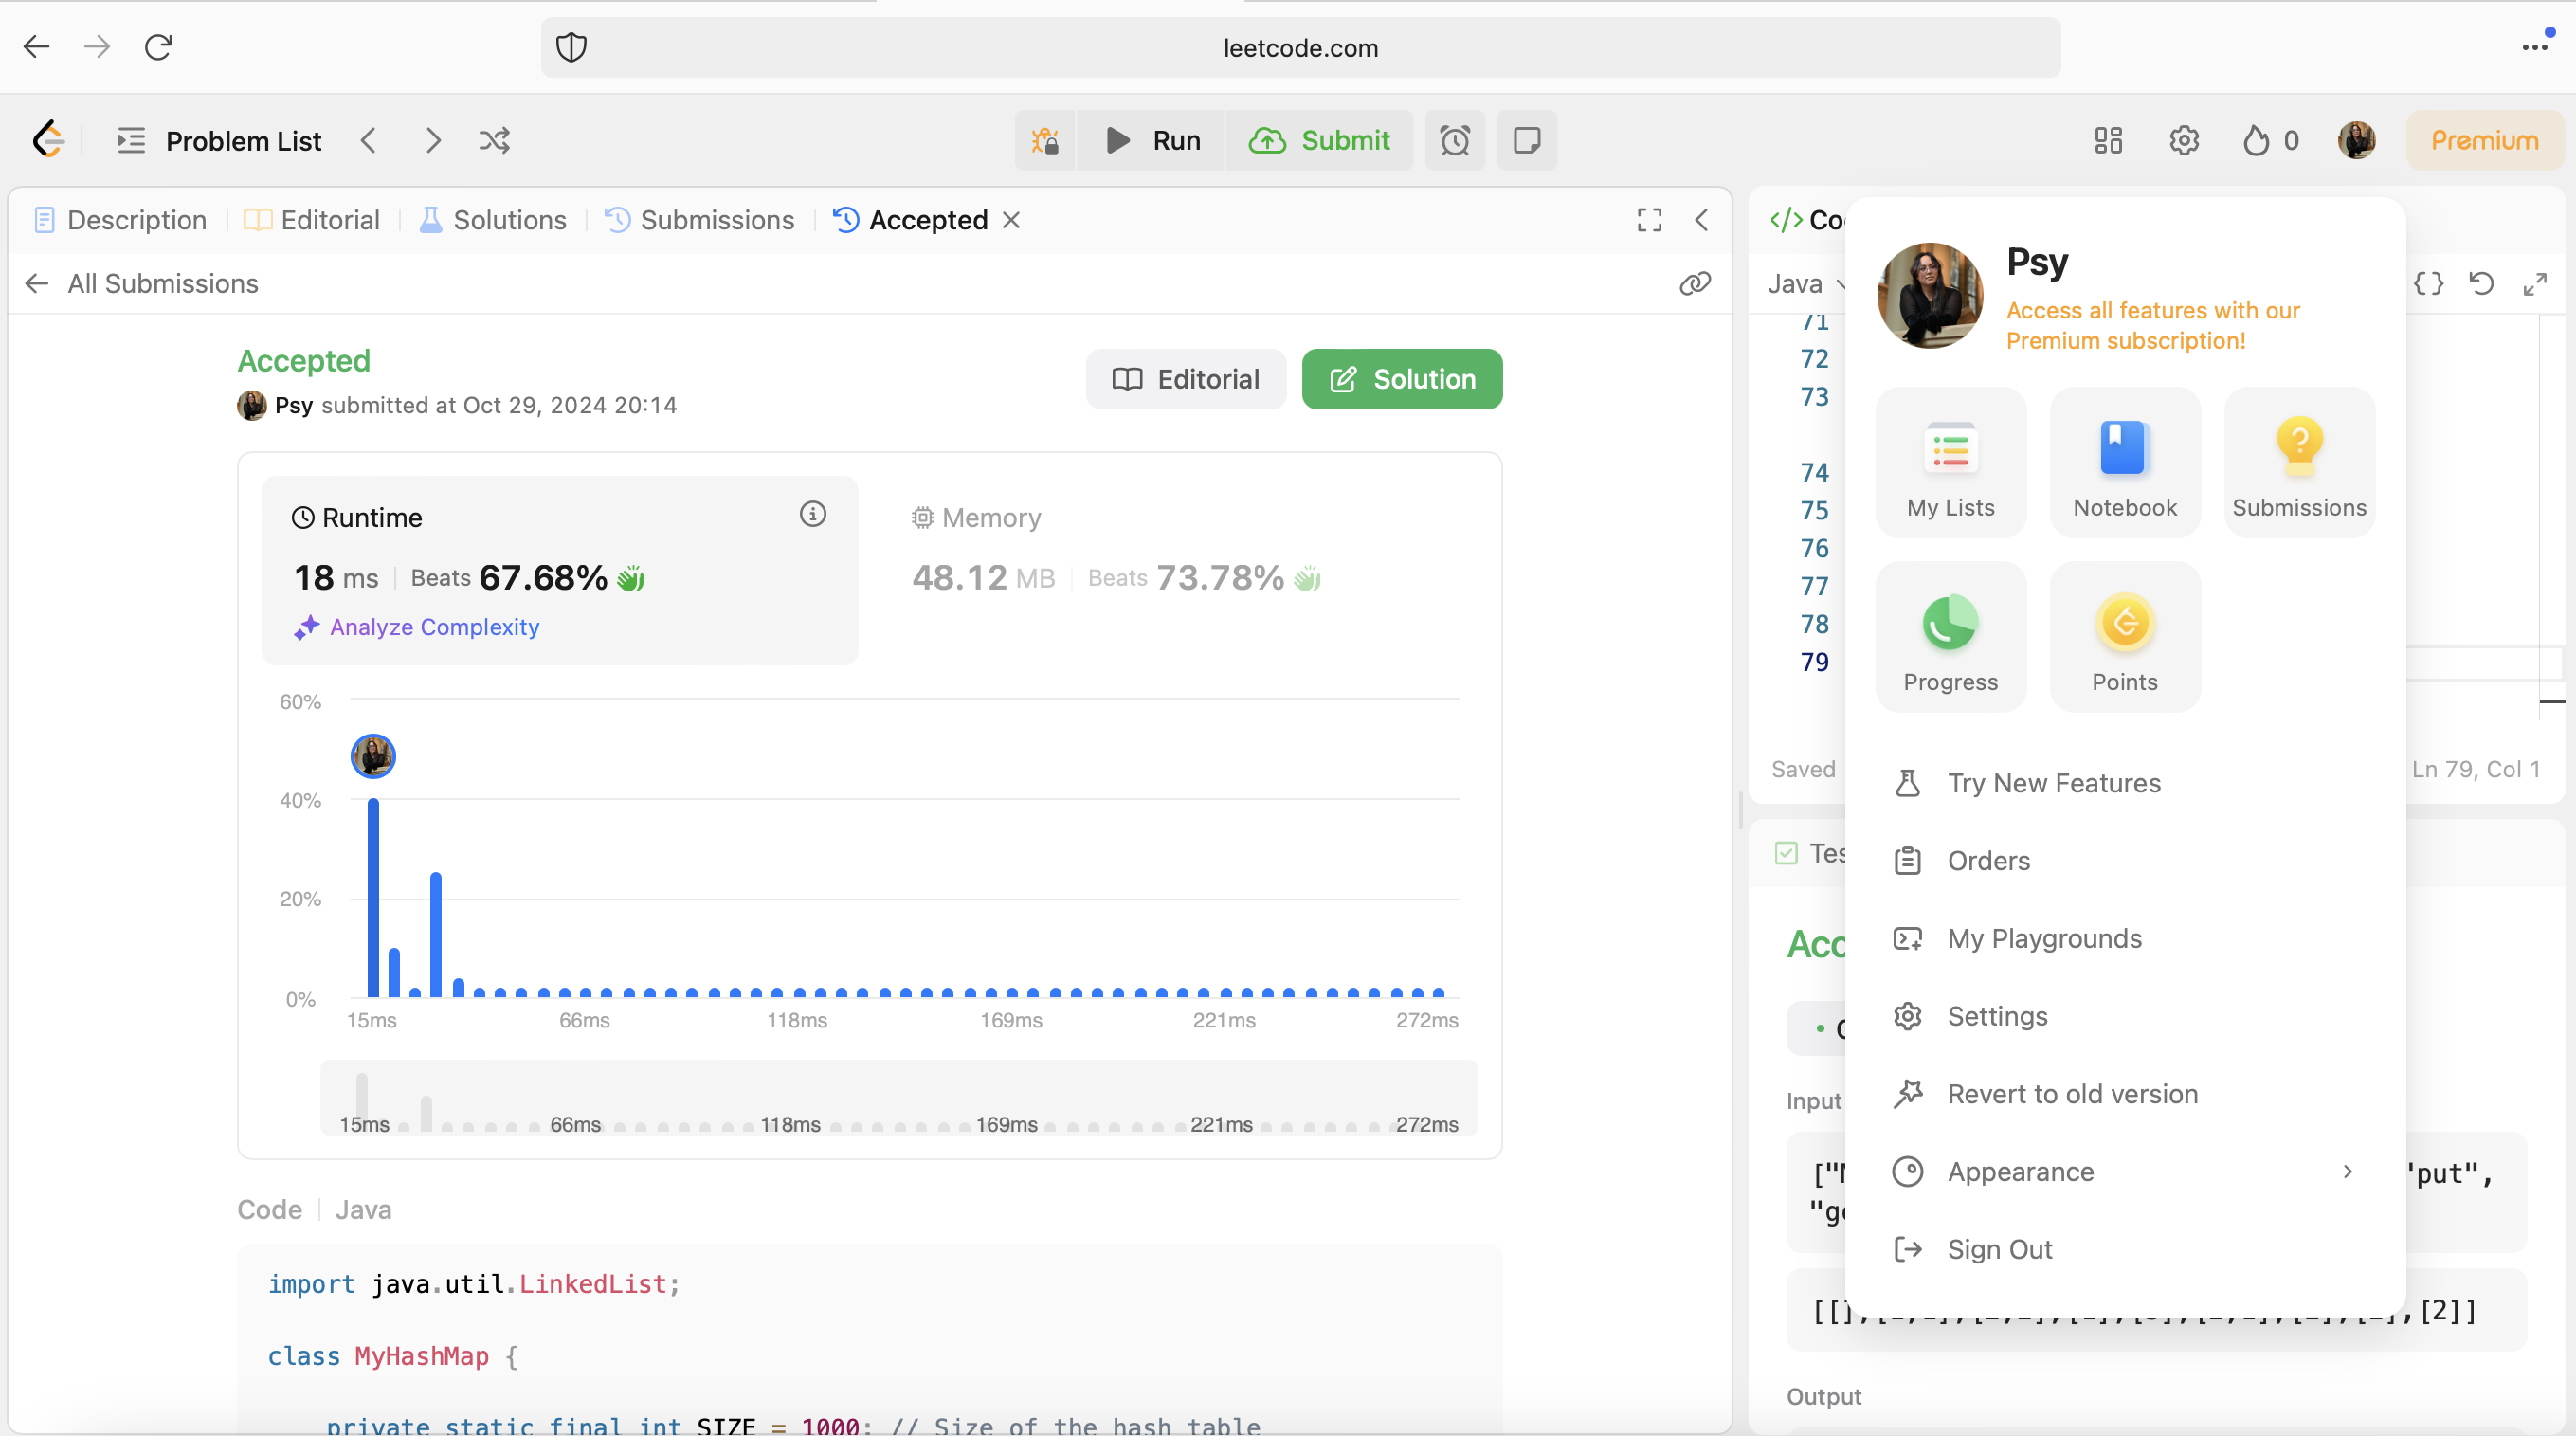 leetcode.com
Problem List
Run
Submit
0
Premium
Description
Editorial
Solutions
Submissions
Accepted
All Submissions
Accepted
Psy submitted at Oct 29, 2024 20:14
Editorial
Solution
Runtime
18 ms
Beats 67.68%
Analyze Complexity
Memory
48.12 MB
Beats 73.78%
60%
40%
20%
0%
15ms 66ms 118ms 169ms 221ms 272ms
15ms 66ms 118ms 169ms 221ms 272ms
Code
Java
import java.util.LinkedList;
class MyHashMap {
private static final int SIZE = 1000; // Size of the hash table
</>
Java
71
72
73
74
75
76
77
78
79
Saved
Ln 79, Col 1
Input
'put",
[2]]
Output
Psy
Access all features with our
Premium subscription!
My Lists
Notebook
Submissions
Progress
Points
Try New Features
Orders
My Playgrounds
Settings
Revert to old version
Appearance
Sign Out